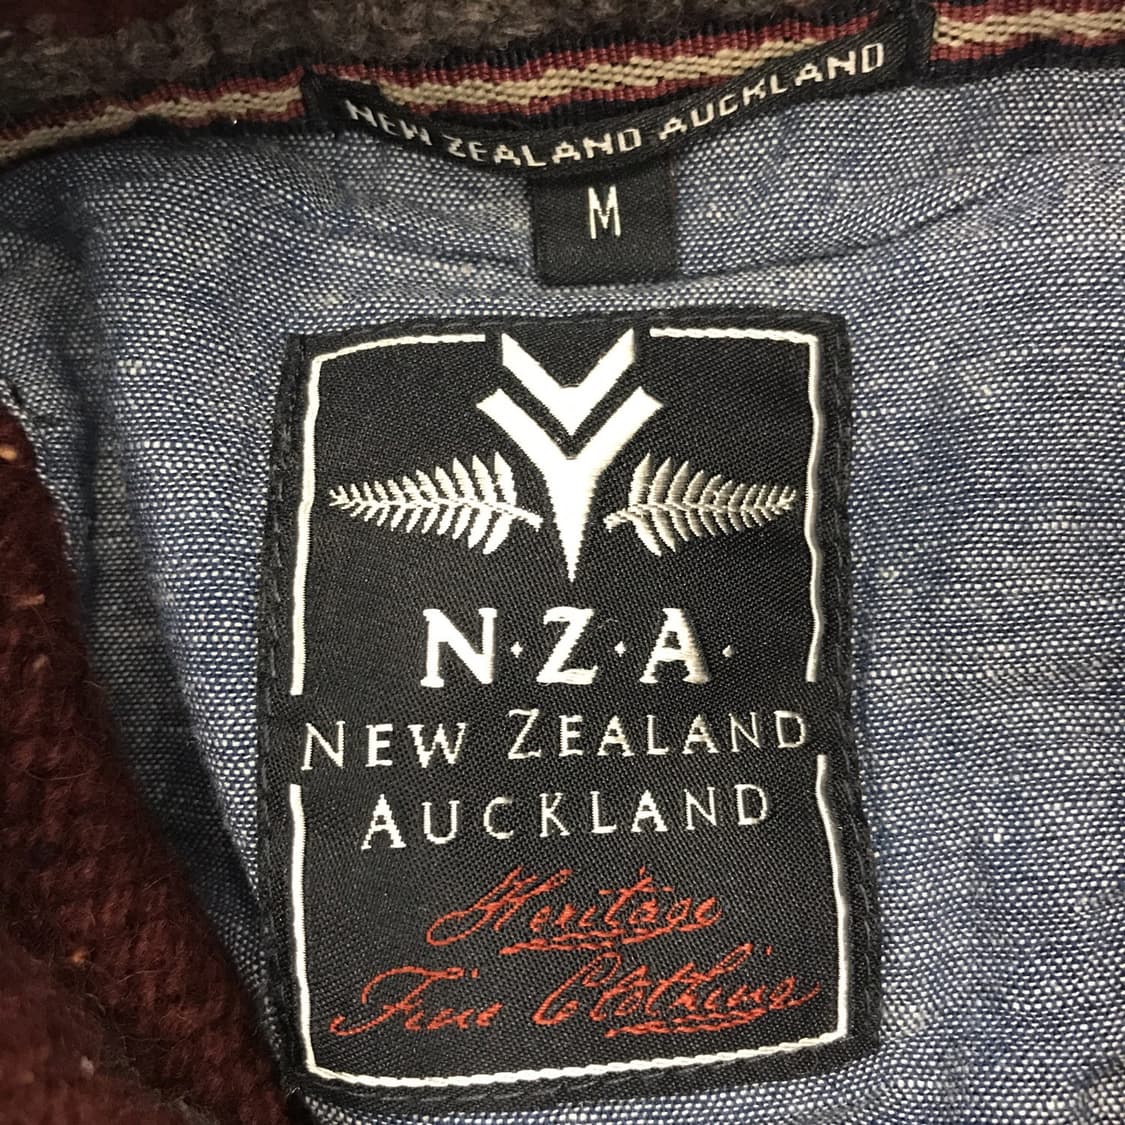 NEW ZEALAND AUCKLAND
M
N·Z·A·
NEW ZEALAND
AUCKLAND
Heritage
Fine Clothing